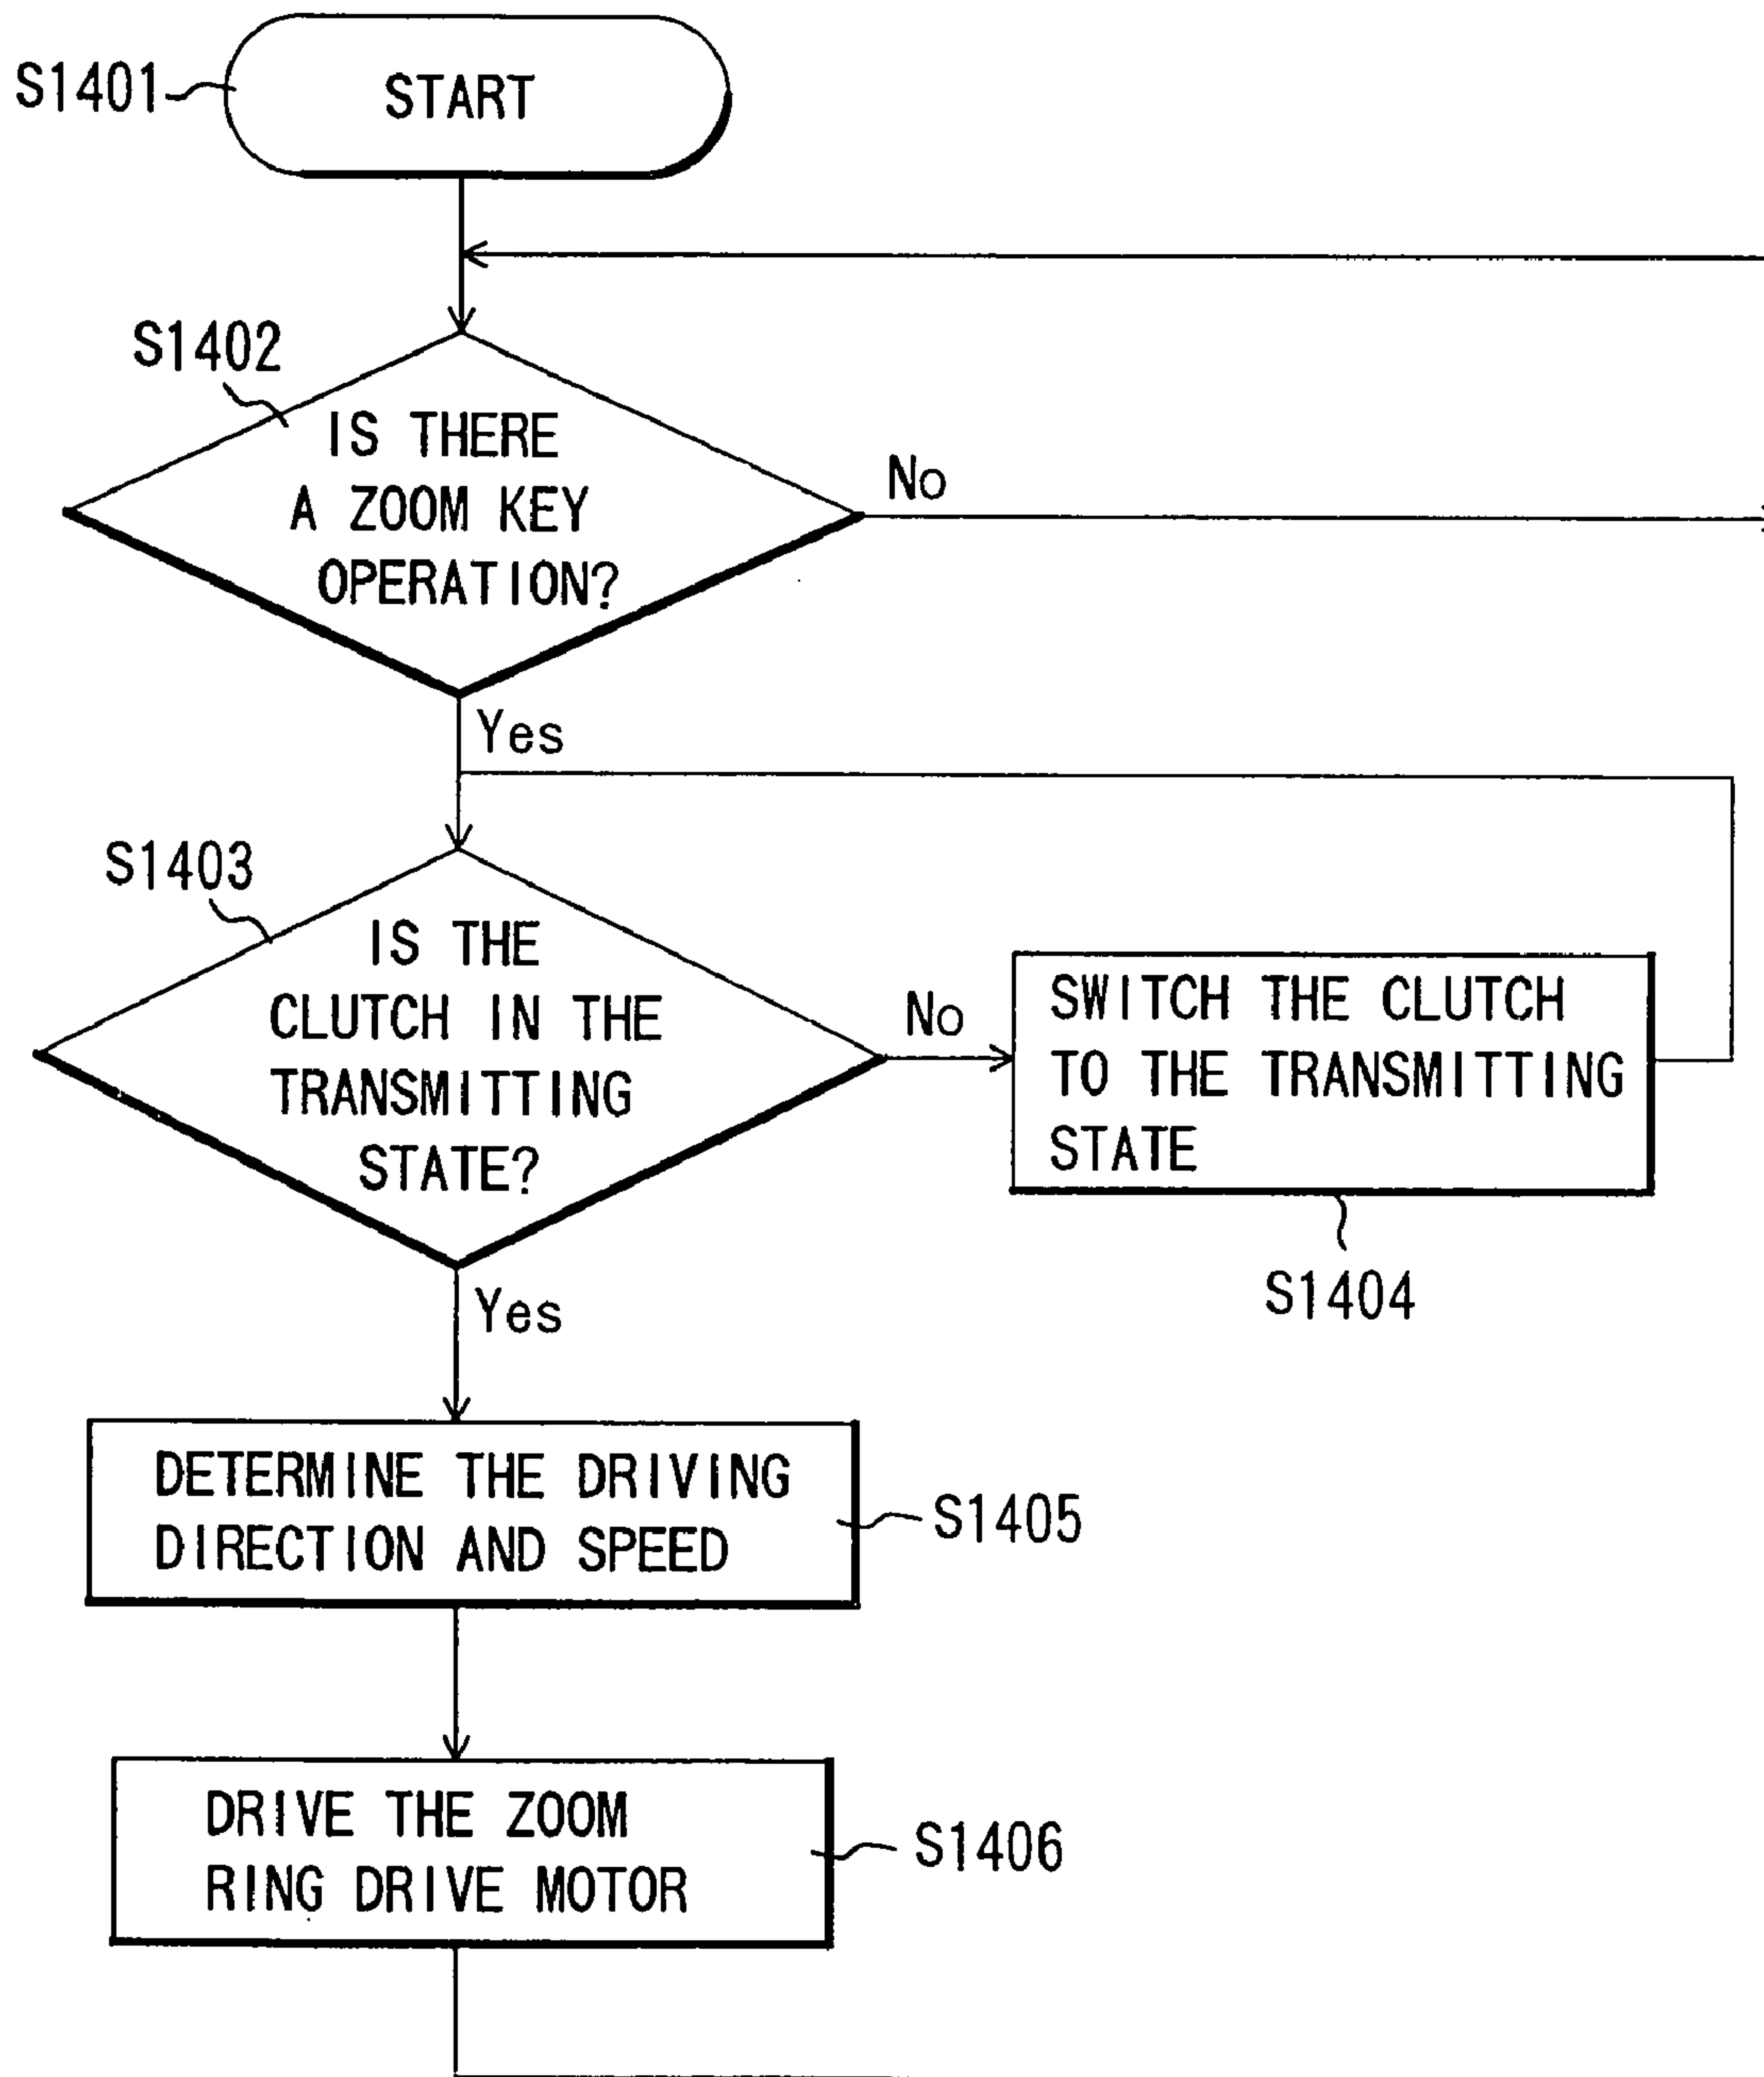 S1401
START
S1402
IS THERE
A ZOOM KEY
OPERATION?
No
Yes
S1403
IS THE
CLUTCH IN THE
TRANSMITTING
STATE?
No
SWITCH THE CLUTCH
TO THE TRANSMITTING
STATE
S1404
Yes
DETERMINE THE DRIVING
DIRECTION AND SPEED
S1405
DRIVE THE ZOOM
RING DRIVE MOTOR
S1406